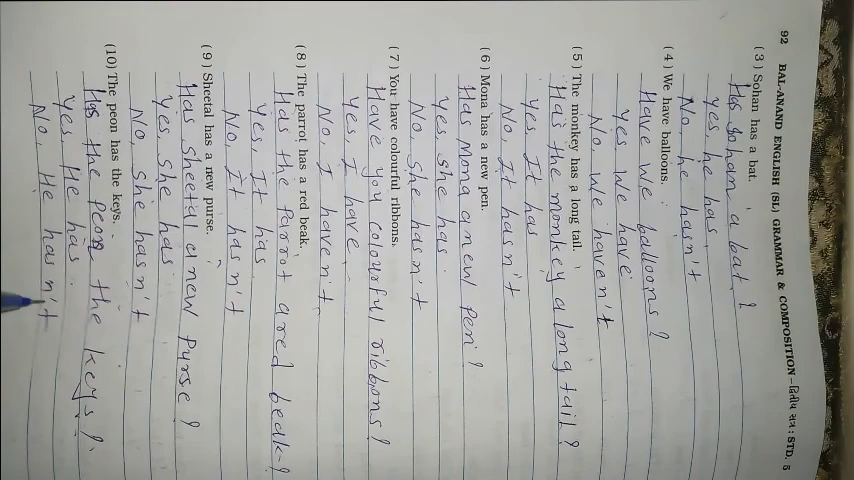 92 BAL-ANAND ENGLISH (SL) GRAMMAR & COMPOSITION – દ્વિતીય સત્ર : STD. 5
(3) Sohan has a bat.
Has Sohan a bat?
Yes, he has.
No, he hasn't
(4) We have balloons.
Have we balloons?
Yes we have
No, we haven't
(5) The monkey has a long tail.
Has the monkey a long tail?
Yes, It has
No, It hasn't
(6) Mona has a new pen.
Has Mona a new pen?
Yes, she has.
No, she hasn't
(7) You have colourful ribbons.
Have you colourful ribbons?
Yes, I have.
No, I haven't.
(8) The parrot has a red beak.
Has the parrot a red beak?
Yes, It has
No, It hasn't
(9) Sheetal has a new purse.
Has sheetal a new purse?
Yes, she has
No, she hasn't
(10) The peon has the keys.
Has the peon the keys?
Yes, He has.
No, He hasn't